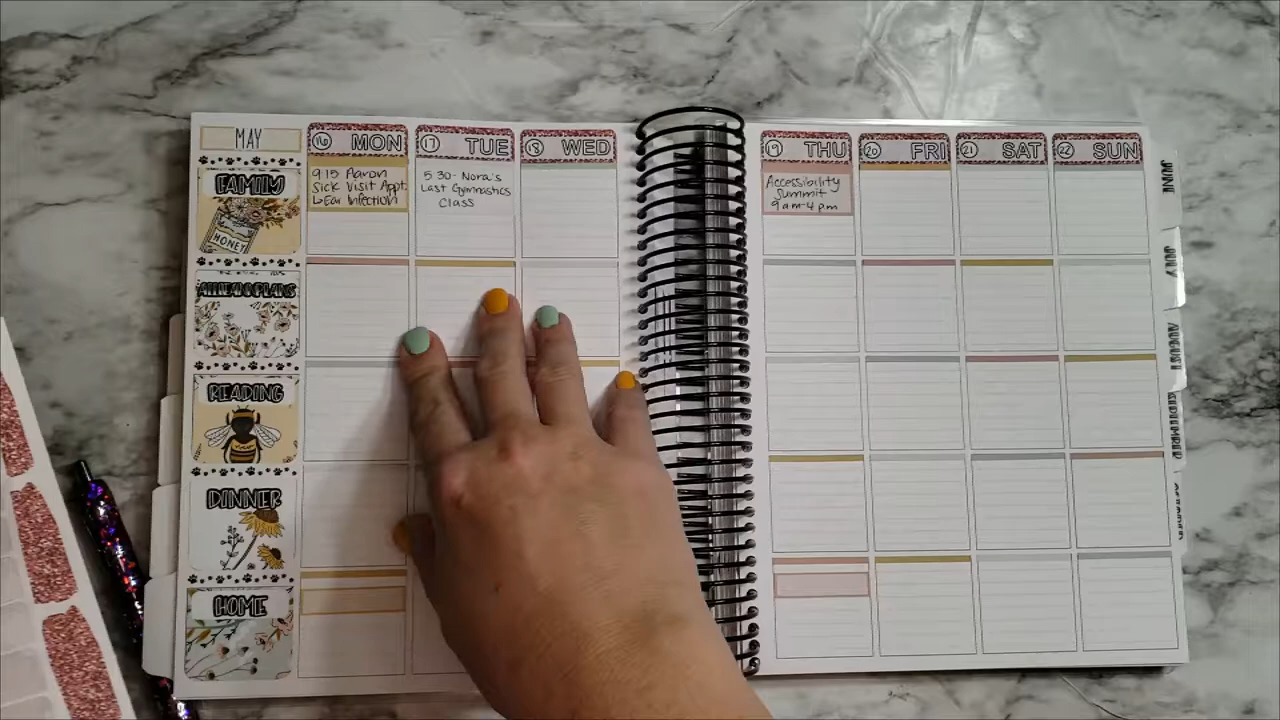 MAY
16 MON
17 TUE
18 WED
19 THU
20 FRI
21 SAT
22 SUN
FAMILY
9:15 Aaron
Sick Visit Appt.
Ear Infection
5:30- Nora's
Last Gymnastics
Class
Accessibility
Summit
9am-4pm
HONEY
READING
DINNER
HOME
JUNE
JULY
AUGUST